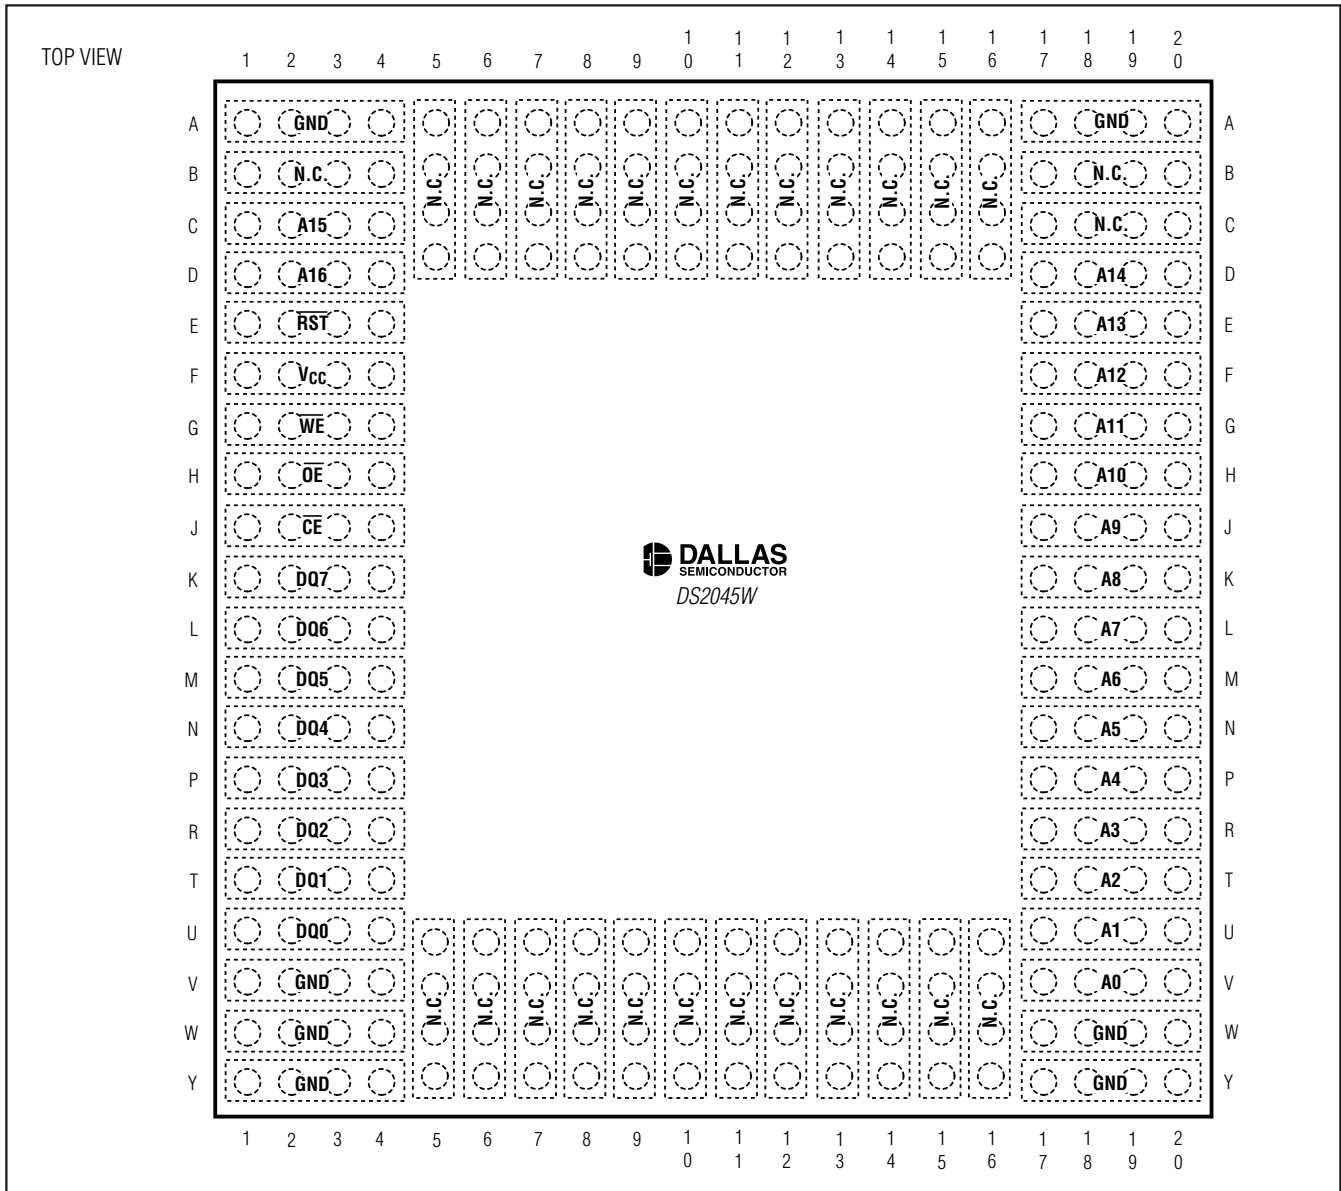 TOP VIEW
1 2 3 4 5 6 7 8 9 10 11 12 13 14 15 16 17 18 19 20
A GND GND A
B N.C. N.C. B
N.C. N.C. N.C. N.C. N.C. N.C. N.C. N.C. N.C. N.C. N.C. N.C.
C A15 N.C. C
D A16 A14 D
E RST A13 E
F VCC A12 F
G WE A11 G
H OE A10 H
J CE A9 J
DALLAS
SEMICONDUCTOR
K DQ7 A8 K
DS2045W
L DQ6 A7 L
M DQ5 A6 M
N DQ4 A5 N
P DQ3 A4 P
R DQ2 A3 R
T DQ1 A2 T
U DQ0 A1 U
V GND A0 V
N.C. N.C. N.C. N.C. N.C. N.C. N.C. N.C. N.C. N.C. N.C. N.C.
W GND GND W
Y GND GND Y
1 2 3 4 5 6 7 8 9 10 11 12 13 14 15 16 17 18 19 20